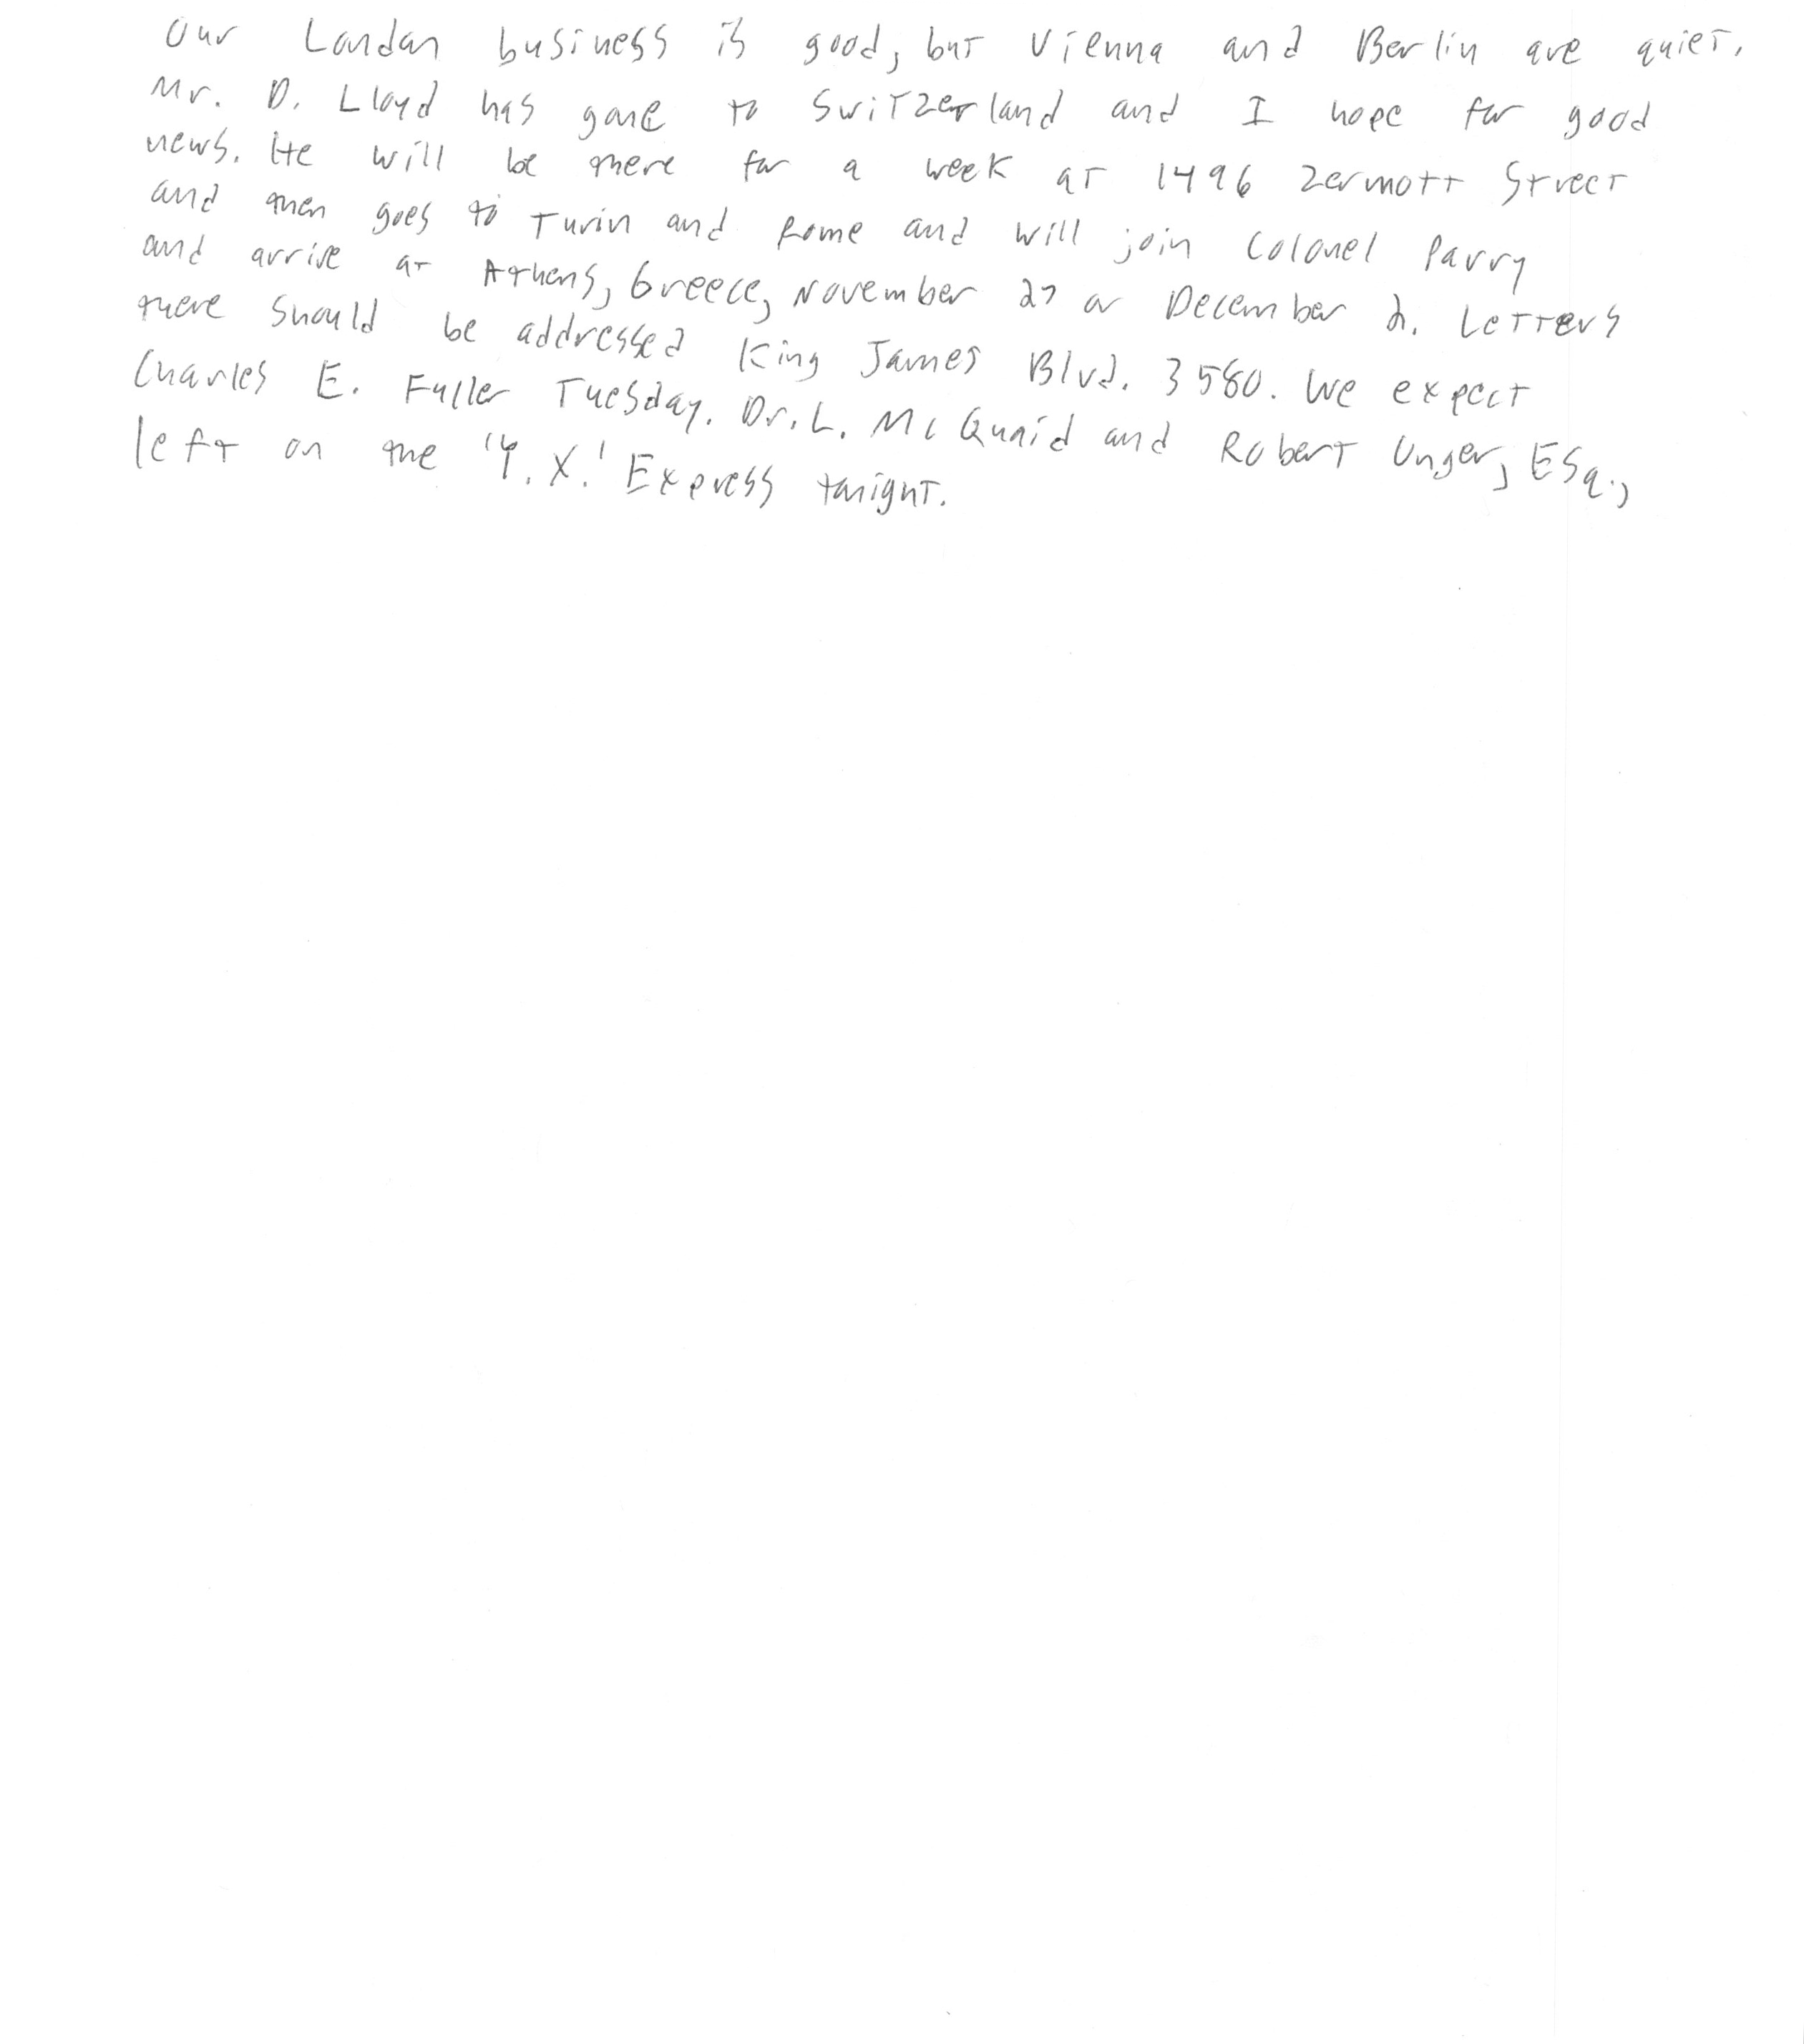 Our London business is good, but Vienna and Berlin are quiet.
Mr. D. Lloyd has gone to Switzerland and I hope for good
news. He will be there for a week at 1496 Zermott Street
and then goes to Turin and Rome and will join Colonel Parry
and arrive at Athens, Greece, November 27 or December 2. Letters
there should be addressed King James Blvd. 3580. We expect
Charles E. Fuller Tuesday. Dr. L. McQuaid and Robert Unger, Esq.,
left on the 'Y.X.' Express tonight.